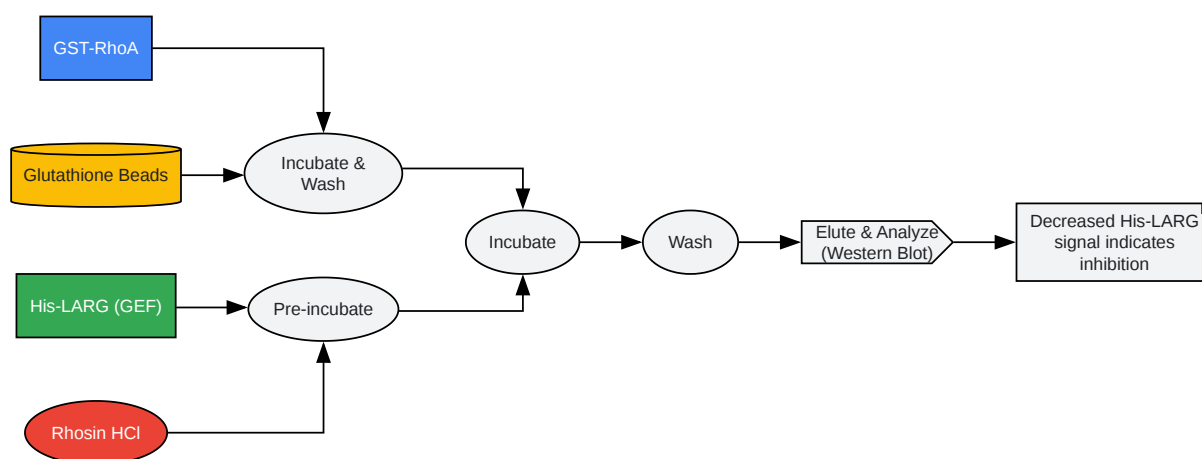 GST-RhoA
Glutathione Beads
Incubate &
Wash
His-LARG (GEF)
Pre-incubate
Rhosin HCl
Incubate
Wash
Elute & Analyze
(Western Blot)
Decreased His-LARG
signal indicates
inhibition